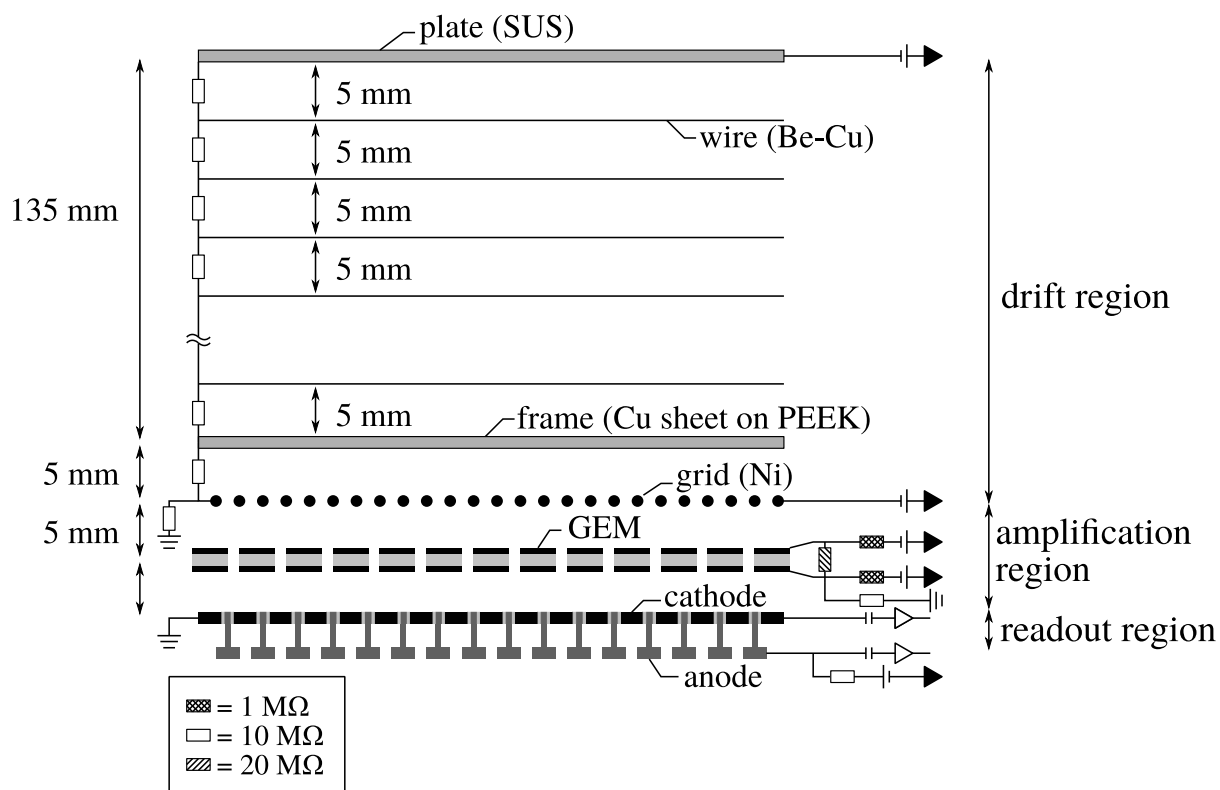 plate (SUS)
5 mm
wire (Be-Cu)
5 mm
135 mm
5 mm
5 mm
drift region
5 mm
frame (Cu sheet on PEEK)
5 mm
grid (Ni)
5 mm
GEM
amplification
region
cathode
readout region
anode
= 1 MΩ
= 10 MΩ
= 20 MΩ